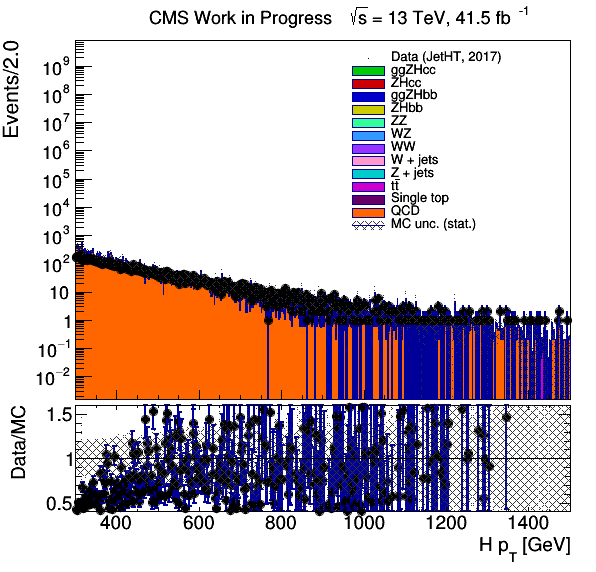 CMS Work in Progress √s = 13 TeV, 41.5 fb⁻¹
Events/2.0
10⁹
10⁸
10⁷
10⁶
10⁵
10⁴
10³
10²
10
1
10⁻¹
10⁻²
Data (JetHT, 2017)
ggZHcc
ZHcc
ggZHbb
ZHbb
ZZ
WZ
WW
W + jets
Z + jets
tt̄
Single top
QCD
MC unc. (stat.)
Data/MC
1.5
1
0.5
400 600 800 1000 1200 1400
H p_T [GeV]